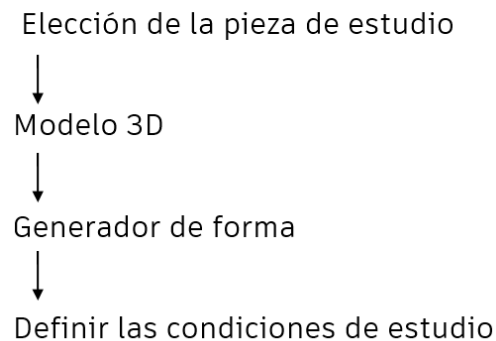 Elección de la pieza de estudio
Modelo 3D
Generador de forma
Definir las condiciones de estudio